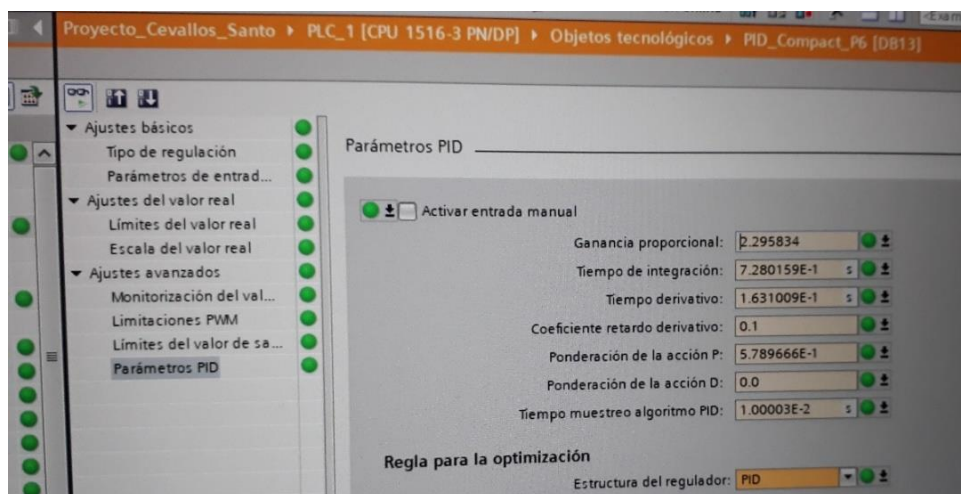 Proyecto_Cevallos_Santo ▸ PLC_1 [CPU 1516-3 PN/DP] ▸ Objetos tecnológicos ▸ PID_Compact_P6 [DB13]
Ajustes básicos
Tipo de regulación
Parámetros de entrad...
Ajustes del valor real
Límites del valor real
Escala del valor real
Ajustes avanzados
Monitorización del val...
Limitaciones PWM
Límites del valor de sa...
Parámetros PID
Parámetros PID
Activar entrada manual
Ganancia proporcional: 2.295834
Tiempo de integración: 7.280159E-1 s
Tiempo derivativo: 1.631009E-1 s
Coeficiente retardo derivativo: 0.1
Ponderación de la acción P: 5.789666E-1
Ponderación de la acción D: 0.0
Tiempo muestreo algoritmo PID: 1.00003E-2 s
Regla para la optimización
Estructura del regulador: PID